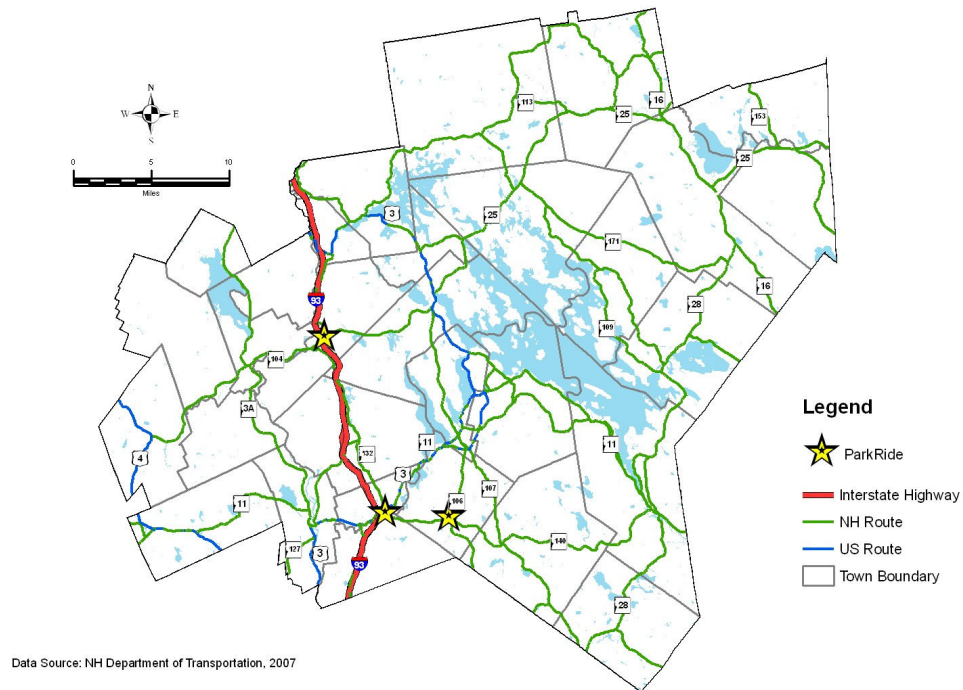 N
W E
S
0 5 10
Miles
113
16
25
153
25
3
25
171
93
28
16
109
104
3A
4
11
11
132
3
107
106
11
127
3
93
140
28
Legend
ParkRide
Interstate Highway
NH Route
US Route
Town Boundary
Data Source: NH Department of Transportation, 2007